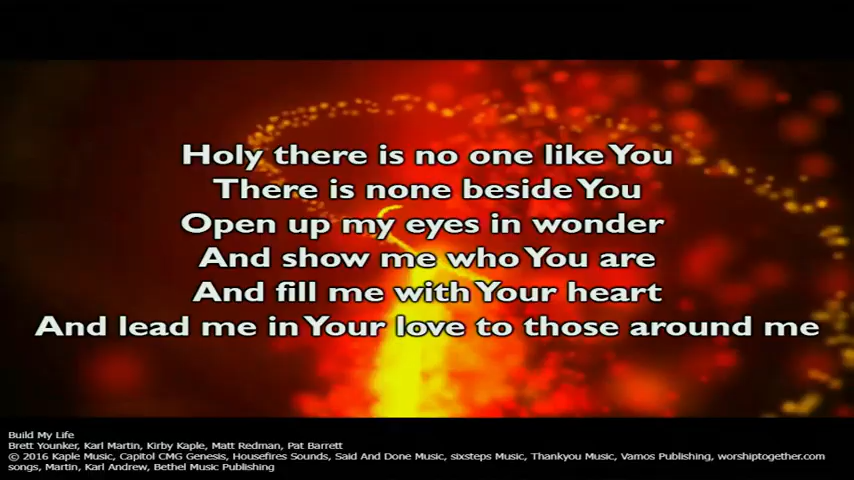 Holy there is no one like You
There is none beside You
Open up my eyes in wonder
And show me who You are
And fill me with Your heart
And lead me in Your love to those around me
Build My Life
Brett Younker, Karl Martin, Kirby Kaple, Matt Redman, Pat Barrett
© 2016 Kaple Music, Capitol CMG Genesis, Housefires Sounds, Said And Done Music, sixsteps Music, Thankyou Music, Vamos Publishing, worshiptogether.com
songs, Martin, Karl Andrew, Bethel Music Publishing